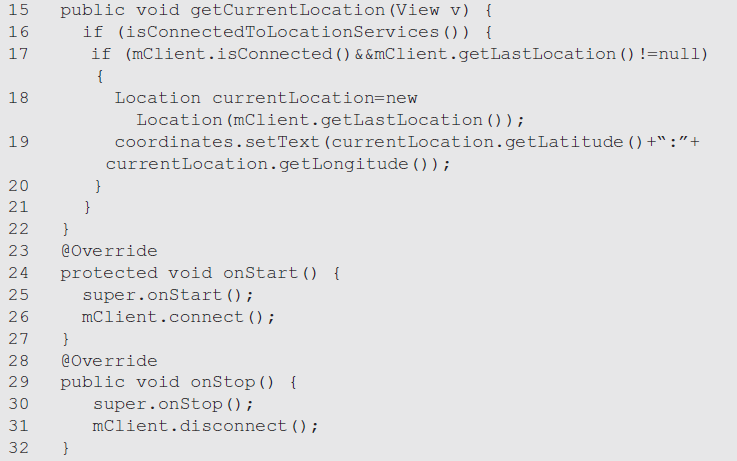 15 public void getCurrentLocation(View v) {
16 if (isConnectedToLocationServices()) {
17 if (mClient.isConnected()&&mClient.getLastLocation()!=null)
{
18 Location currentLocation=new
Location(mClient.getLastLocation());
19 coordinates.setText(currentLocation.getLatitude()+“:”+
currentLocation.getLongitude());
20 }
21 }
22 }
23 @Override
24 protected void onStart() {
25 super.onStart();
26 mClient.connect();
27 }
28 @Override
29 public void onStop() {
30 super.onStop();
31 mClient.disconnect();
32 }